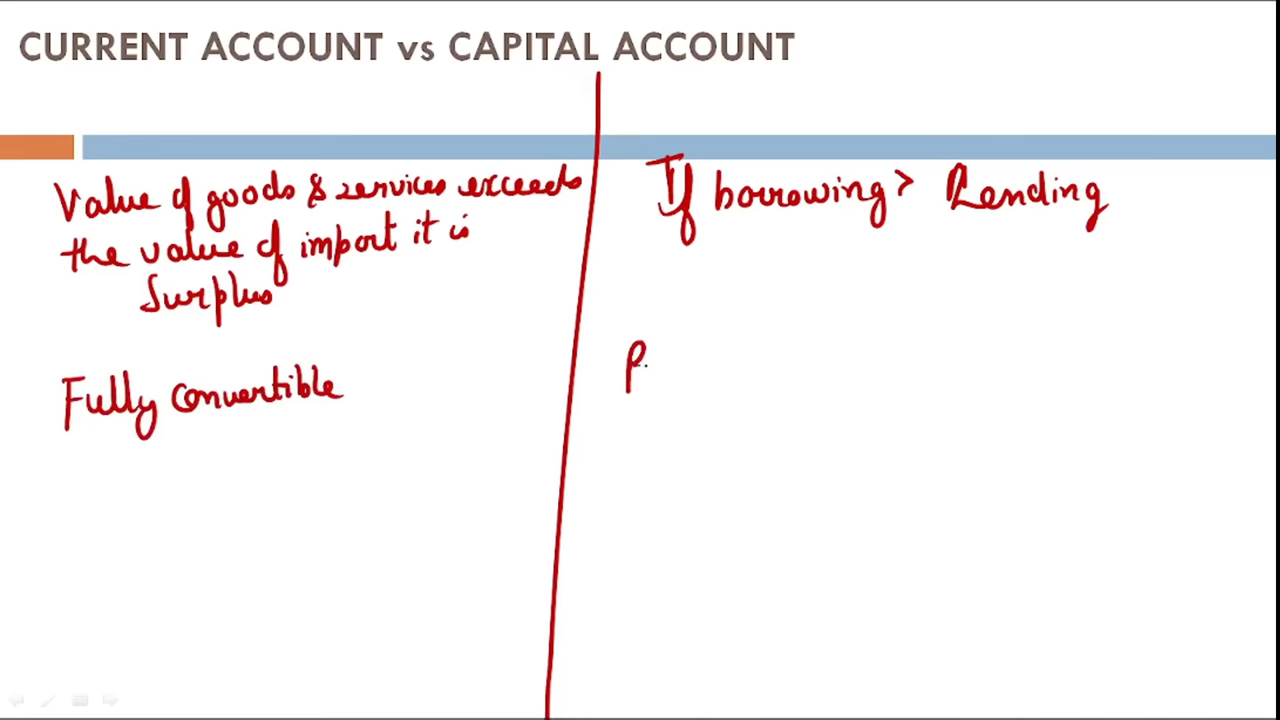 CURRENT ACCOUNT vs CAPITAL ACCOUNT
Value of goods & services exceeds
the value of import it is
Surplus
Fully convertible
If borrowing > Lending
P